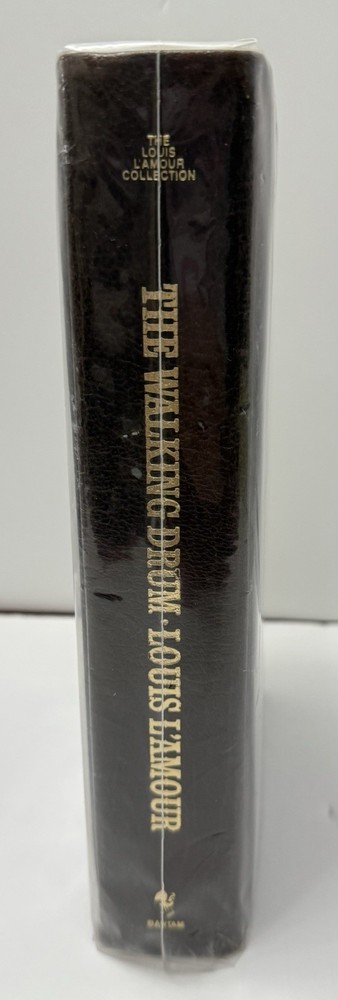 THE
LOUIS
L'AMOUR
COLLECTION
THE WALKING DRUM · LOUIS L'AMOUR
BANTAM